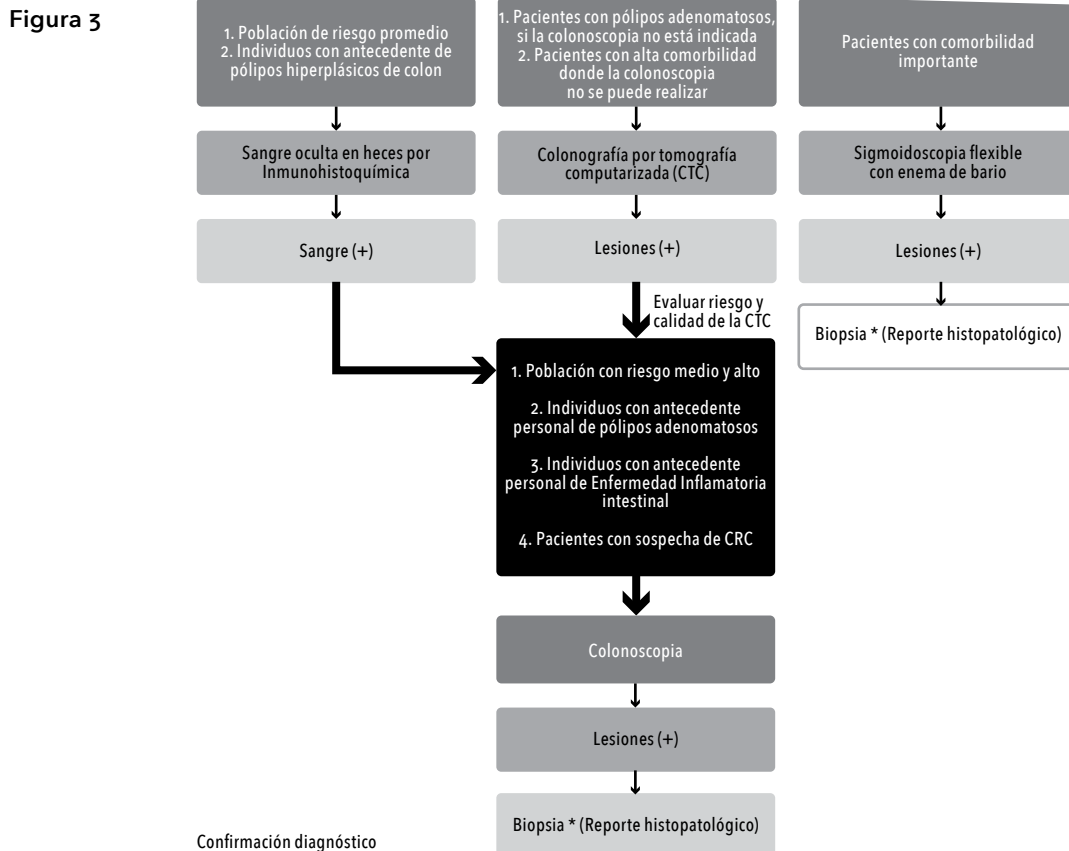 Figura 3
1. Población de riesgo promedio
2. Individuos con antecedente de
pólipos hiperplásicos de colon
1. Pacientes con pólipos adenomatosos,
si la colonoscopia no está indicada
2. Pacientes con alta comorbilidad
donde la colonoscopia
no se puede realizar
Pacientes con comorbilidad
importante
Sangre oculta en heces por
Inmunohistoquímica
Colonografía por tomografía
computarizada (CTC)
Sigmoidoscopia flexible
con enema de bario
Sangre (+)
Lesiones (+)
Lesiones (+)
Evaluar riesgo y
calidad de la CTC
Biopsia * (Reporte histopatológico)
1. Población con riesgo medio y alto
2. Individuos con antecedente
personal de pólipos adenomatosos
3. Individuos con antecedente
personal de Enfermedad Inflamatoria
intestinal
4. Pacientes con sospecha de CRC
Colonoscopia
Lesiones (+)
Biopsia * (Reporte histopatológico)
Confirmación diagnóstico